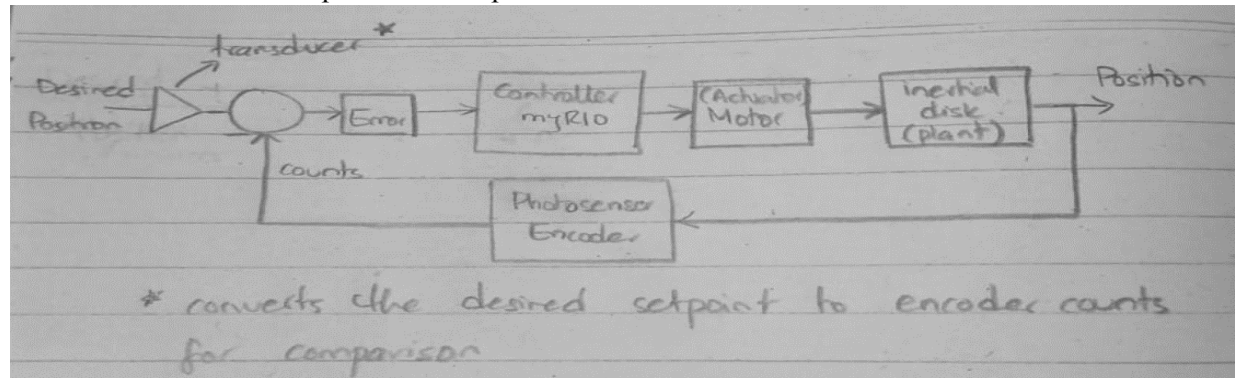 transducer *
Desired
Position
Error
Controller
myRIO
(Actuator)
Motor
inertial
disk
(plant)
Position
counts
Photosensor
Encoder
* converts the desired setpoint to encoder counts
for comparison